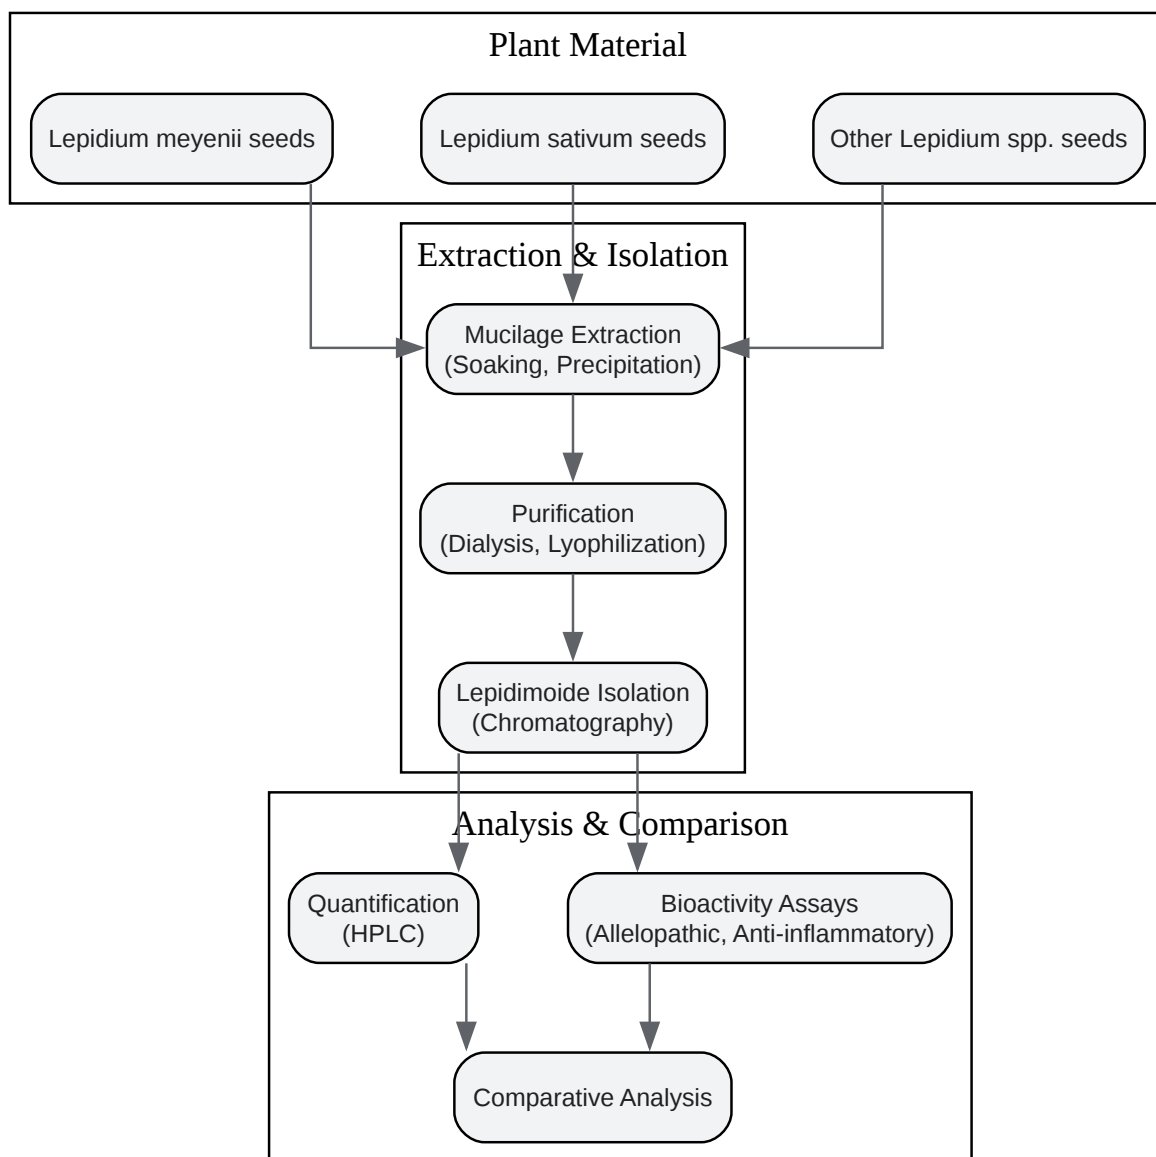 Plant Material
Lepidium meyenii seeds
Lepidium sativum seeds
Other Lepidium spp. seeds
Extraction & Isolation
Mucilage Extraction
(Soaking, Precipitation)
Purification
(Dialysis, Lyophilization)
Lepidimoide Isolation
(Chromatography)
Analysis & Comparison
Quantification
(HPLC)
Bioactivity Assays
(Allelopathic, Anti-inflammatory)
Comparative Analysis